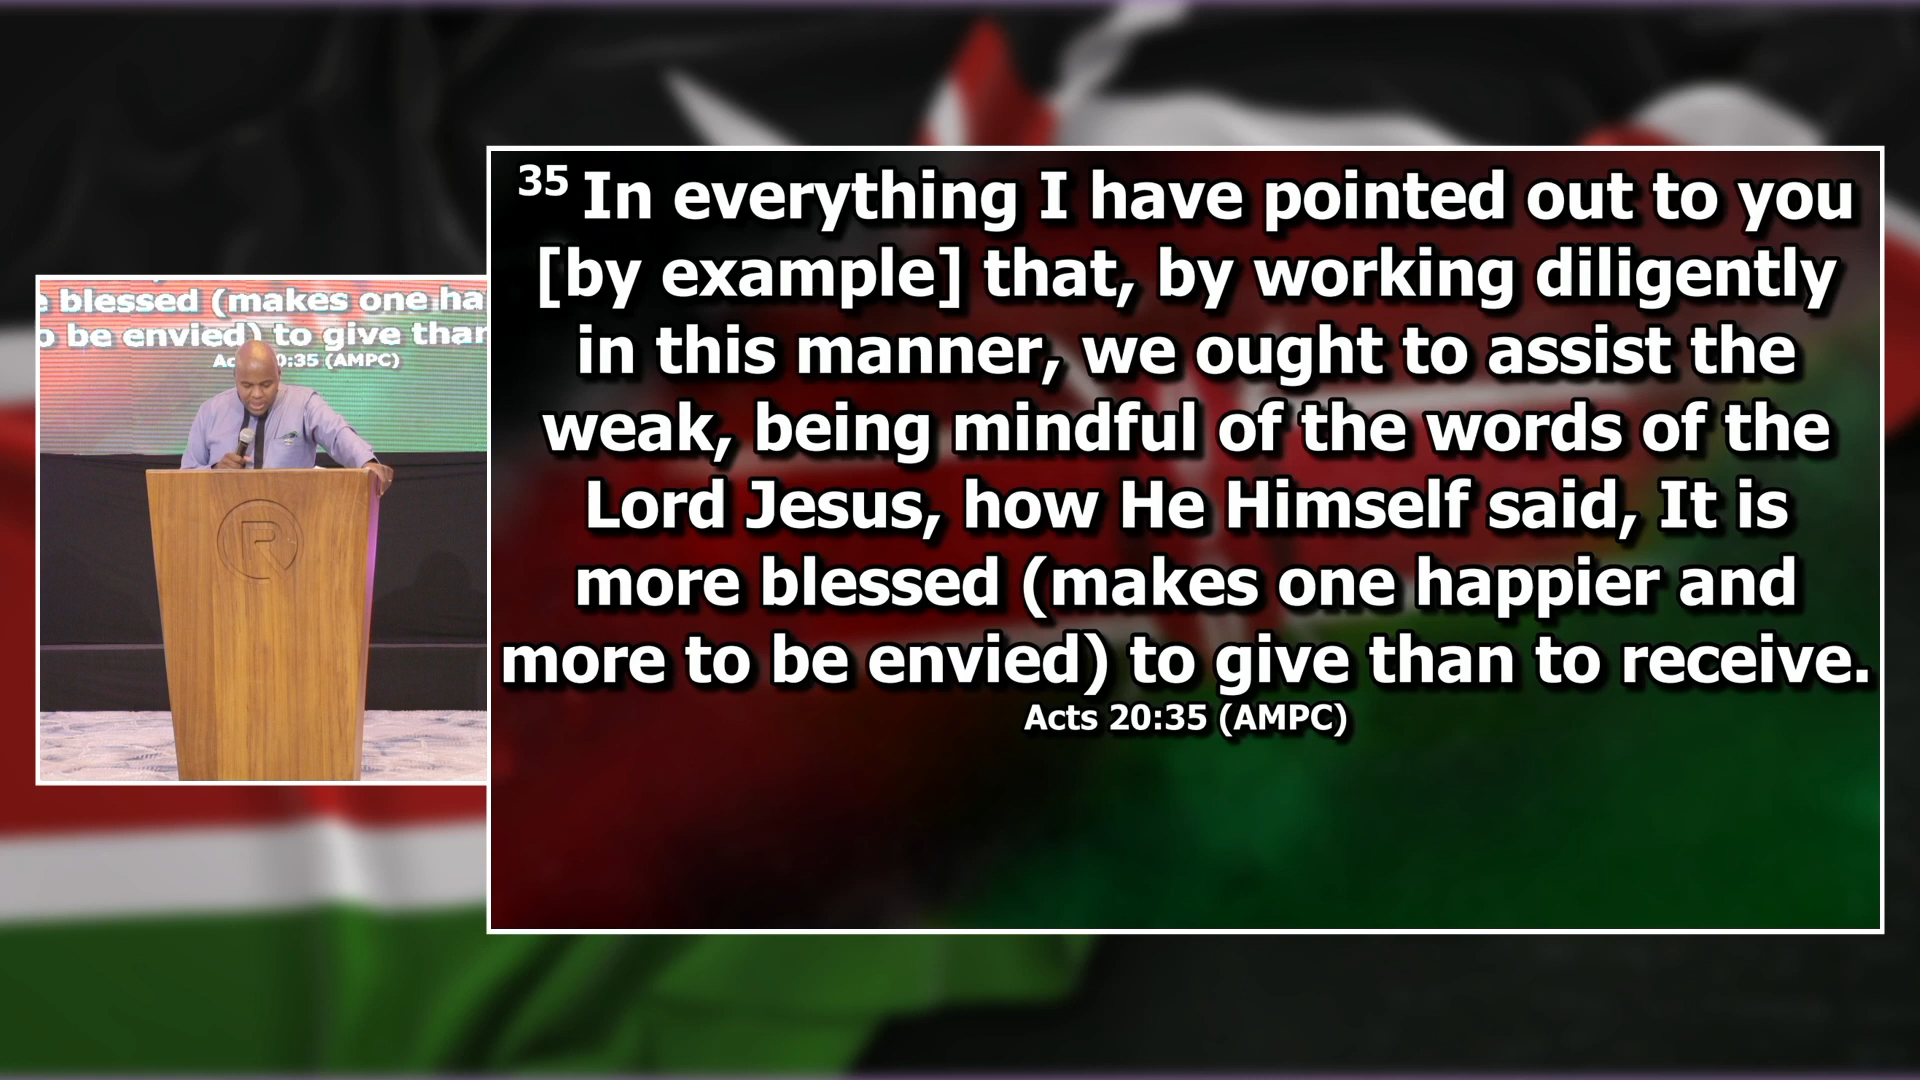 e blessed (makes one ha
o be envied) to give than
Ac 0:35 (AMPC)
R
35 In everything I have pointed out to you
[by example] that, by working diligently
in this manner, we ought to assist the
weak, being mindful of the words of the
Lord Jesus, how He Himself said, It is
more blessed (makes one happier and
more to be envied) to give than to receive.
Acts 20:35 (AMPC)